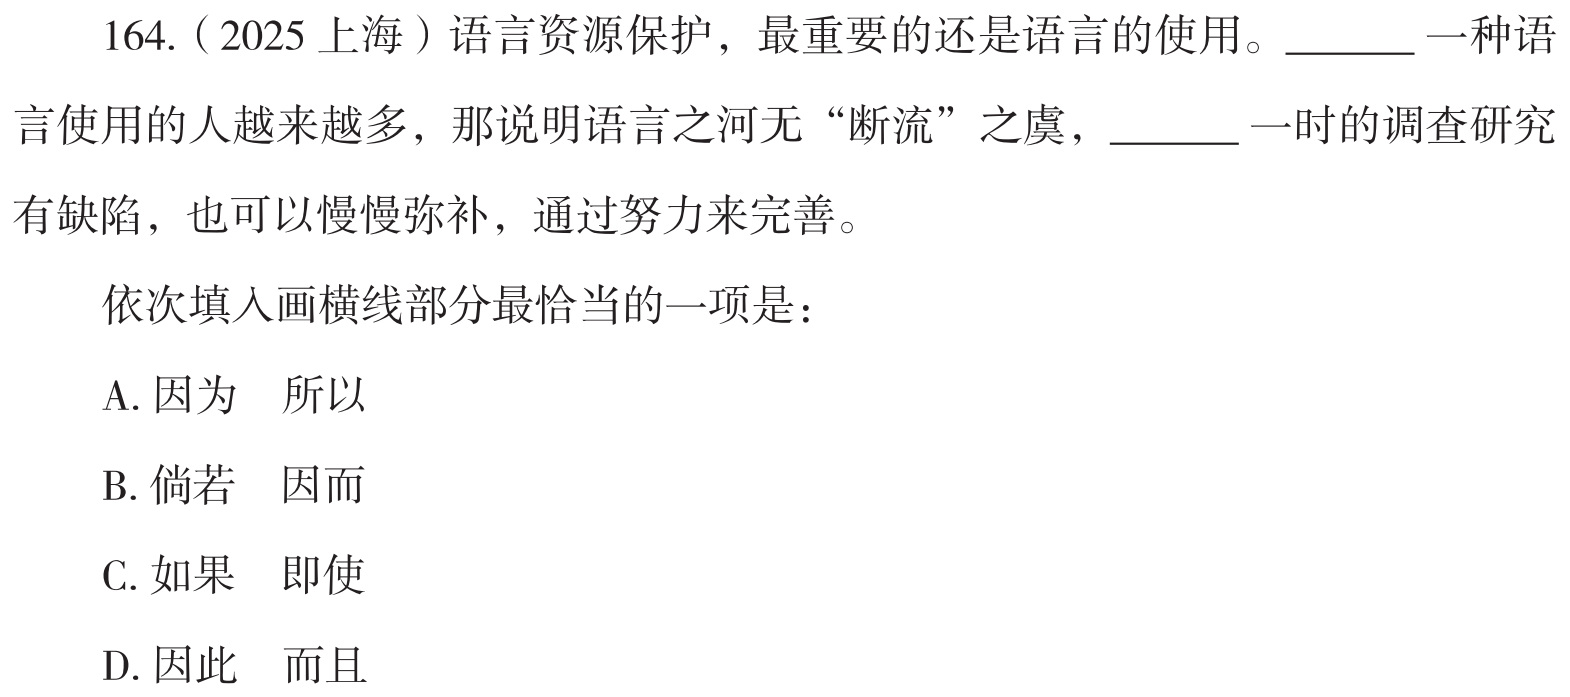 164.（2025 上海）语言资源保护，最重要的还是语言的使用。______ 一种语
言使用的人越来越多，那说明语言之河无“断流”之虞，______ 一时的调查研究
有缺陷，也可以慢慢弥补，通过努力来完善。
依次填入画横线部分最恰当的一项是：
A. 因为　所以
B. 倘若　因而
C. 如果　即使
D. 因此　而且